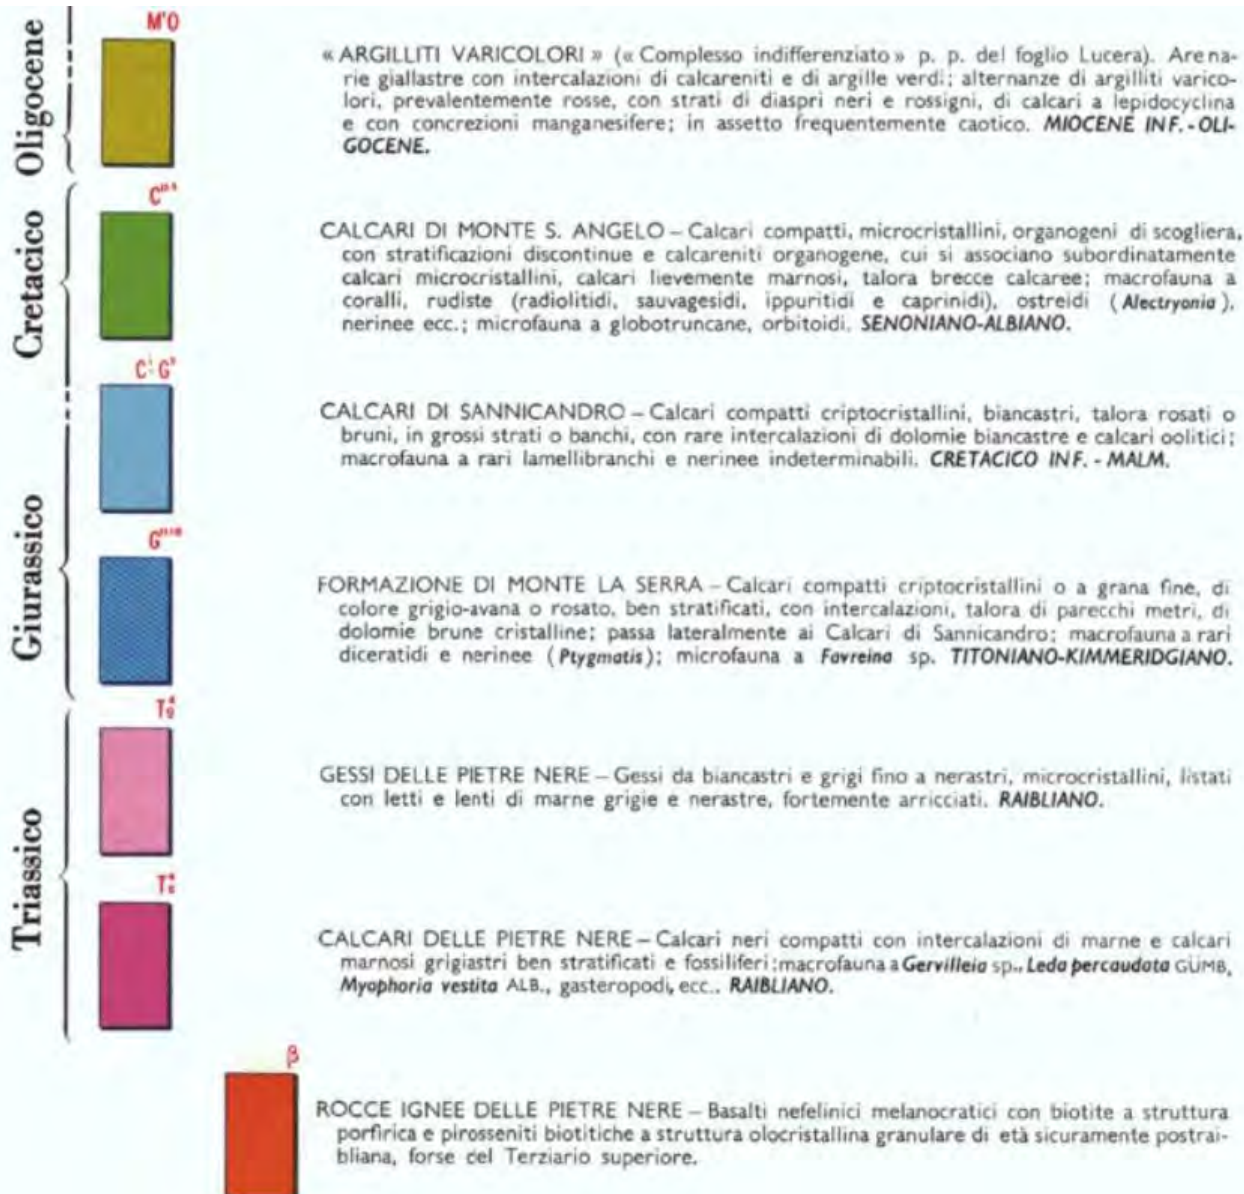 Oligocene
M'O
« ARGILLITI VARICOLORI » (« Complesso indifferenziato » p. p. del foglio Lucera). Arena-
rie giallastre con intercalazioni di calcareniti e di argille verdi; alternanze di argilliti varico-
lori, prevalentemente rosse, con strati di diaspri neri e rossigni, di calcari a lepidocyclina
e con concrezioni manganesifere; in assetto frequentemente caotico. MIOCENE INF. - OLI-
GOCENE.
Cretacico
CALCARI DI MONTE S. ANGELO – Calcari compatti, microcristallini, organogeni di scogliera,
con stratificazioni discontinue e calcareniti organogene, cui si associano subordinatamente
calcari microcristallini, calcari lievemente marnosi, talora brecce calcaree; macrofauna a
coralli, rudiste (radiolitidi, sauvagesidi, ippuritidi e caprinidi), ostreidi (Alectryonia),
nerinee ecc.; microfauna a globotruncane, orbitoidi. SENONIANO-ALBIANO.
CALCARI DI SANNICANDRO – Calcari compatti criptocristallini, biancastri, talora rosati o
bruni, in grossi strati o banchi, con rare intercalazioni di dolomie biancastre e calcari oolitici;
macrofauna a rari lamellibranchi e nerinee indeterminabili. CRETACICO INF. - MALM.
Giurassico
FORMAZIONE DI MONTE LA SERRA – Calcari compatti criptocristallini o a grana fine, di
colore grigio-avana o rosato, ben stratificati, con intercalazioni, talora di parecchi metri, di
dolomie brune cristalline; passa lateralmente ai Calcari di Sannicandro; macrofauna a rari
diceratidi e nerinee (Ptygmatis); microfauna a Favreina sp. TITONIANO-KIMMERIDGIANO.
Triassico
GESSI DELLE PIETRE NERE – Gessi da biancastri e grigi fino a nerastri, microcristallini, listati
con letti e lenti di marne grigie e nerastre, fortemente arricciati. RAIBLIANO.
CALCARI DELLE PIETRE NERE – Calcari neri compatti con intercalazioni di marne e calcari
marnosi grigiastri ben stratificati e fossiliferi; macrofauna a Gervilleia sp., Leda percaudata GÜMB,
Myophoria vestita ALB., gasteropodi, ecc.. RAIBLIANO.
β
ROCCE IGNEE DELLE PIETRE NERE – Basalti nefelinici melanocratici con biotite a struttura
porfirica e pirosseniti biotitiche a struttura olocristallina granulare di età sicuramente postrai-
bliana, forse del Terziario superiore.